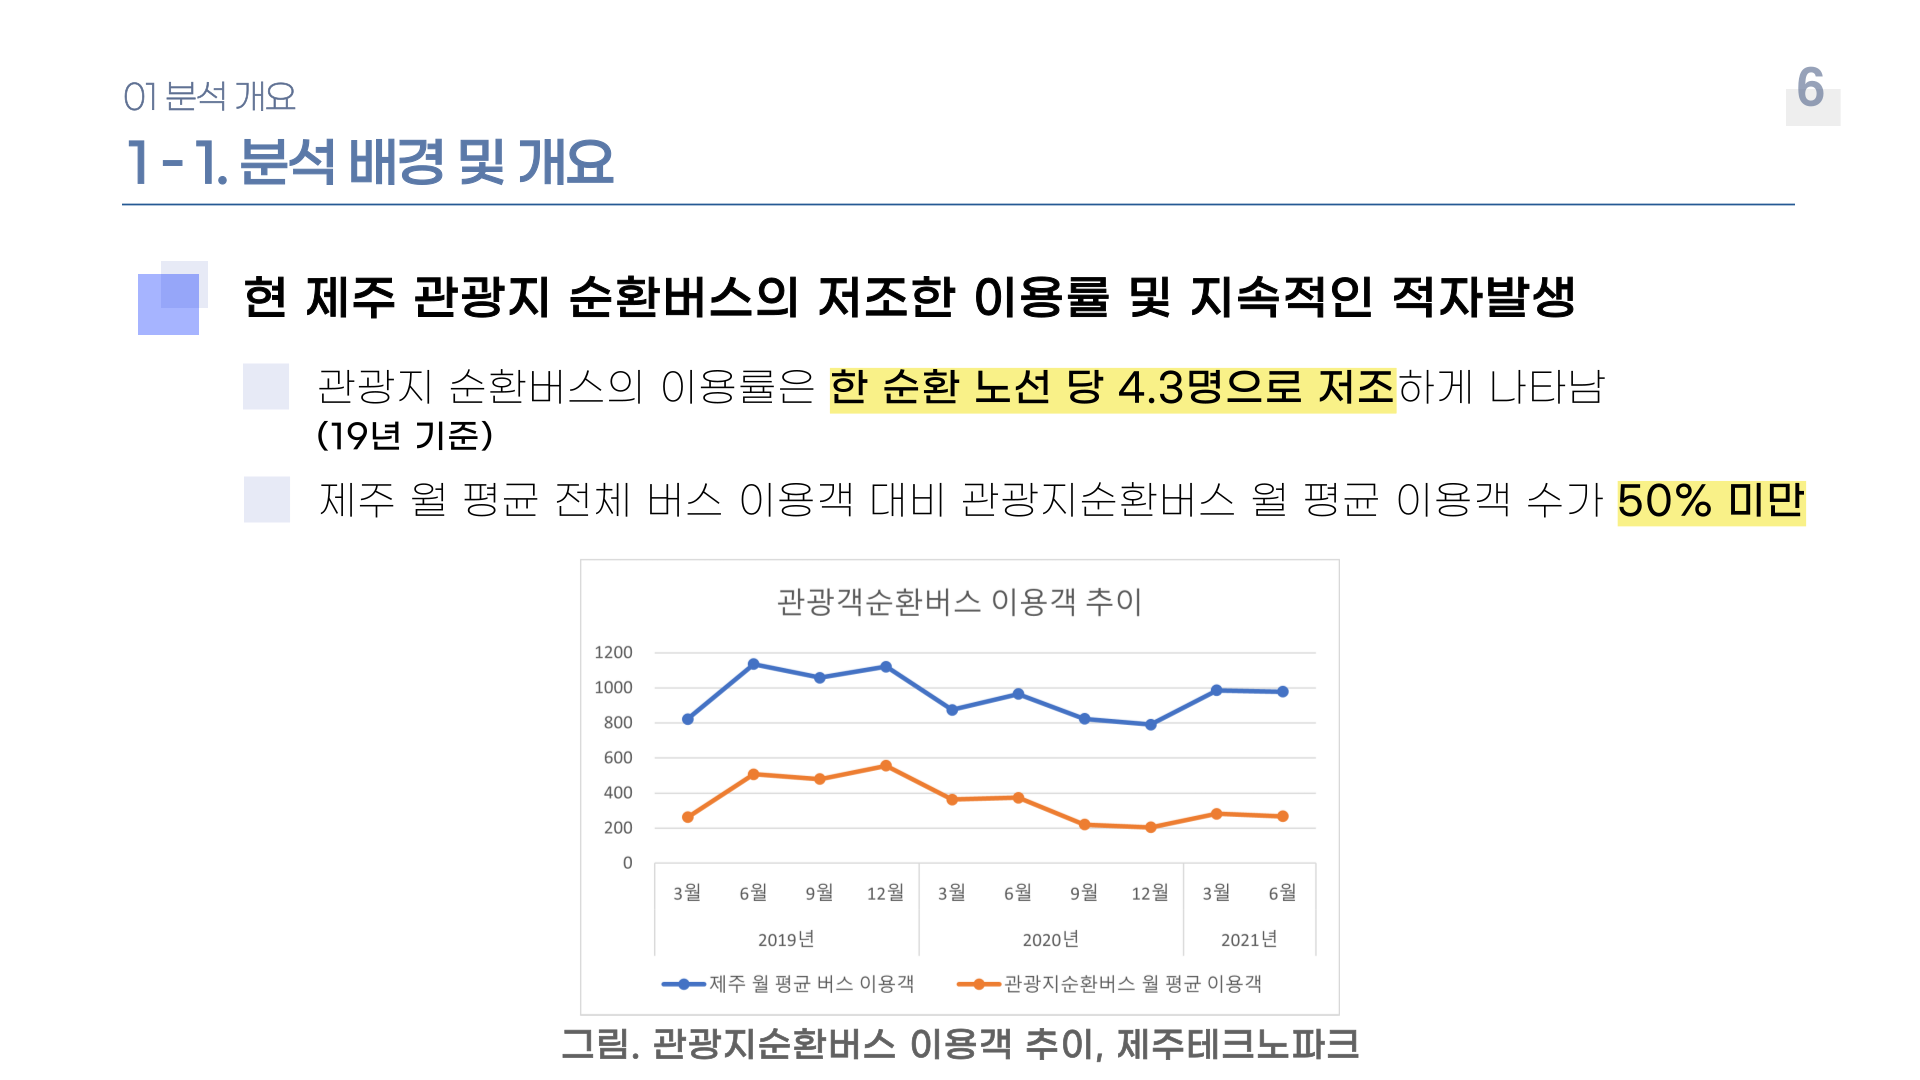 01 분석 개요
6
1 - 1. 분석 배경 및 개요
현 제주 관광지 순환버스의 저조한 이용률 및 지속적인 적자발생
관광지 순환버스의 이용률은 한 순환 노선 당 4.3명으로 저조하게 나타남
(19년 기준)
제주 월 평균 전체 버스 이용객 대비 관광지순환버스 월 평균 이용객 수가 50% 미만
관광객순환버스 이용객 추이
1200
1000
800
600
400
200
0
3월 6월 9월 12월 3월 6월 9월 12월 3월 6월
2019년 2020년 2021년
제주 월 평균 버스 이용객 관광지순환버스 월 평균 이용객
그림. 관광지순환버스 이용객 추이, 제주테크노파크